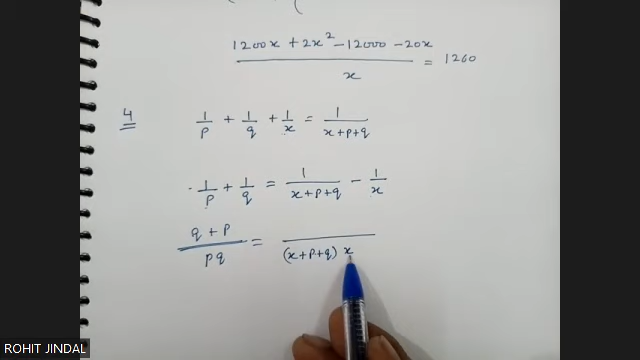 1200x + 2x² - 12000 - 20x / x = 1260
4 1/p + 1/q + 1/x = 1/(x+p+q)
1/p + 1/q = 1/(x+p+q) - 1/x
(q + p)/(pq) = /((x+p+q) x)
ROHIT JINDAL